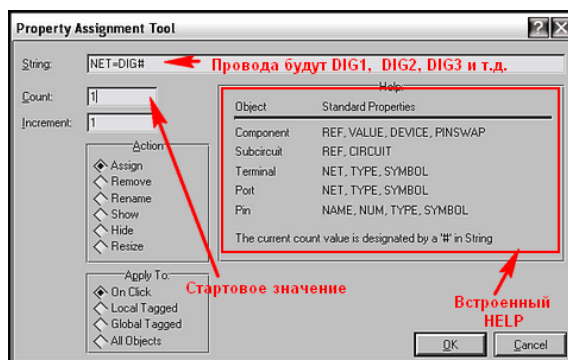 Property Assignment Tool
String: NET=DIG# Провода будут DIG1, DIG2, DIG3 и т.д.
Count: 1
Increment: 1
Help:
Object Standard Properties
Component REF, VALUE, DEVICE, PINSWAP
Subcircuit REF, CIRCUIT
Terminal NET, TYPE, SYMBOL
Port NET, TYPE, SYMBOL
Pin NAME, NUM, TYPE, SYMBOL
The current count value is designated by a '#' in String
Action
Assign
Remove
Rename
Show
Hide
Resize
Apply To:
On Click
Local Tagged
Global Tagged
All Objects
Стартовое значение
Встроенный
HELP
OK Cancel